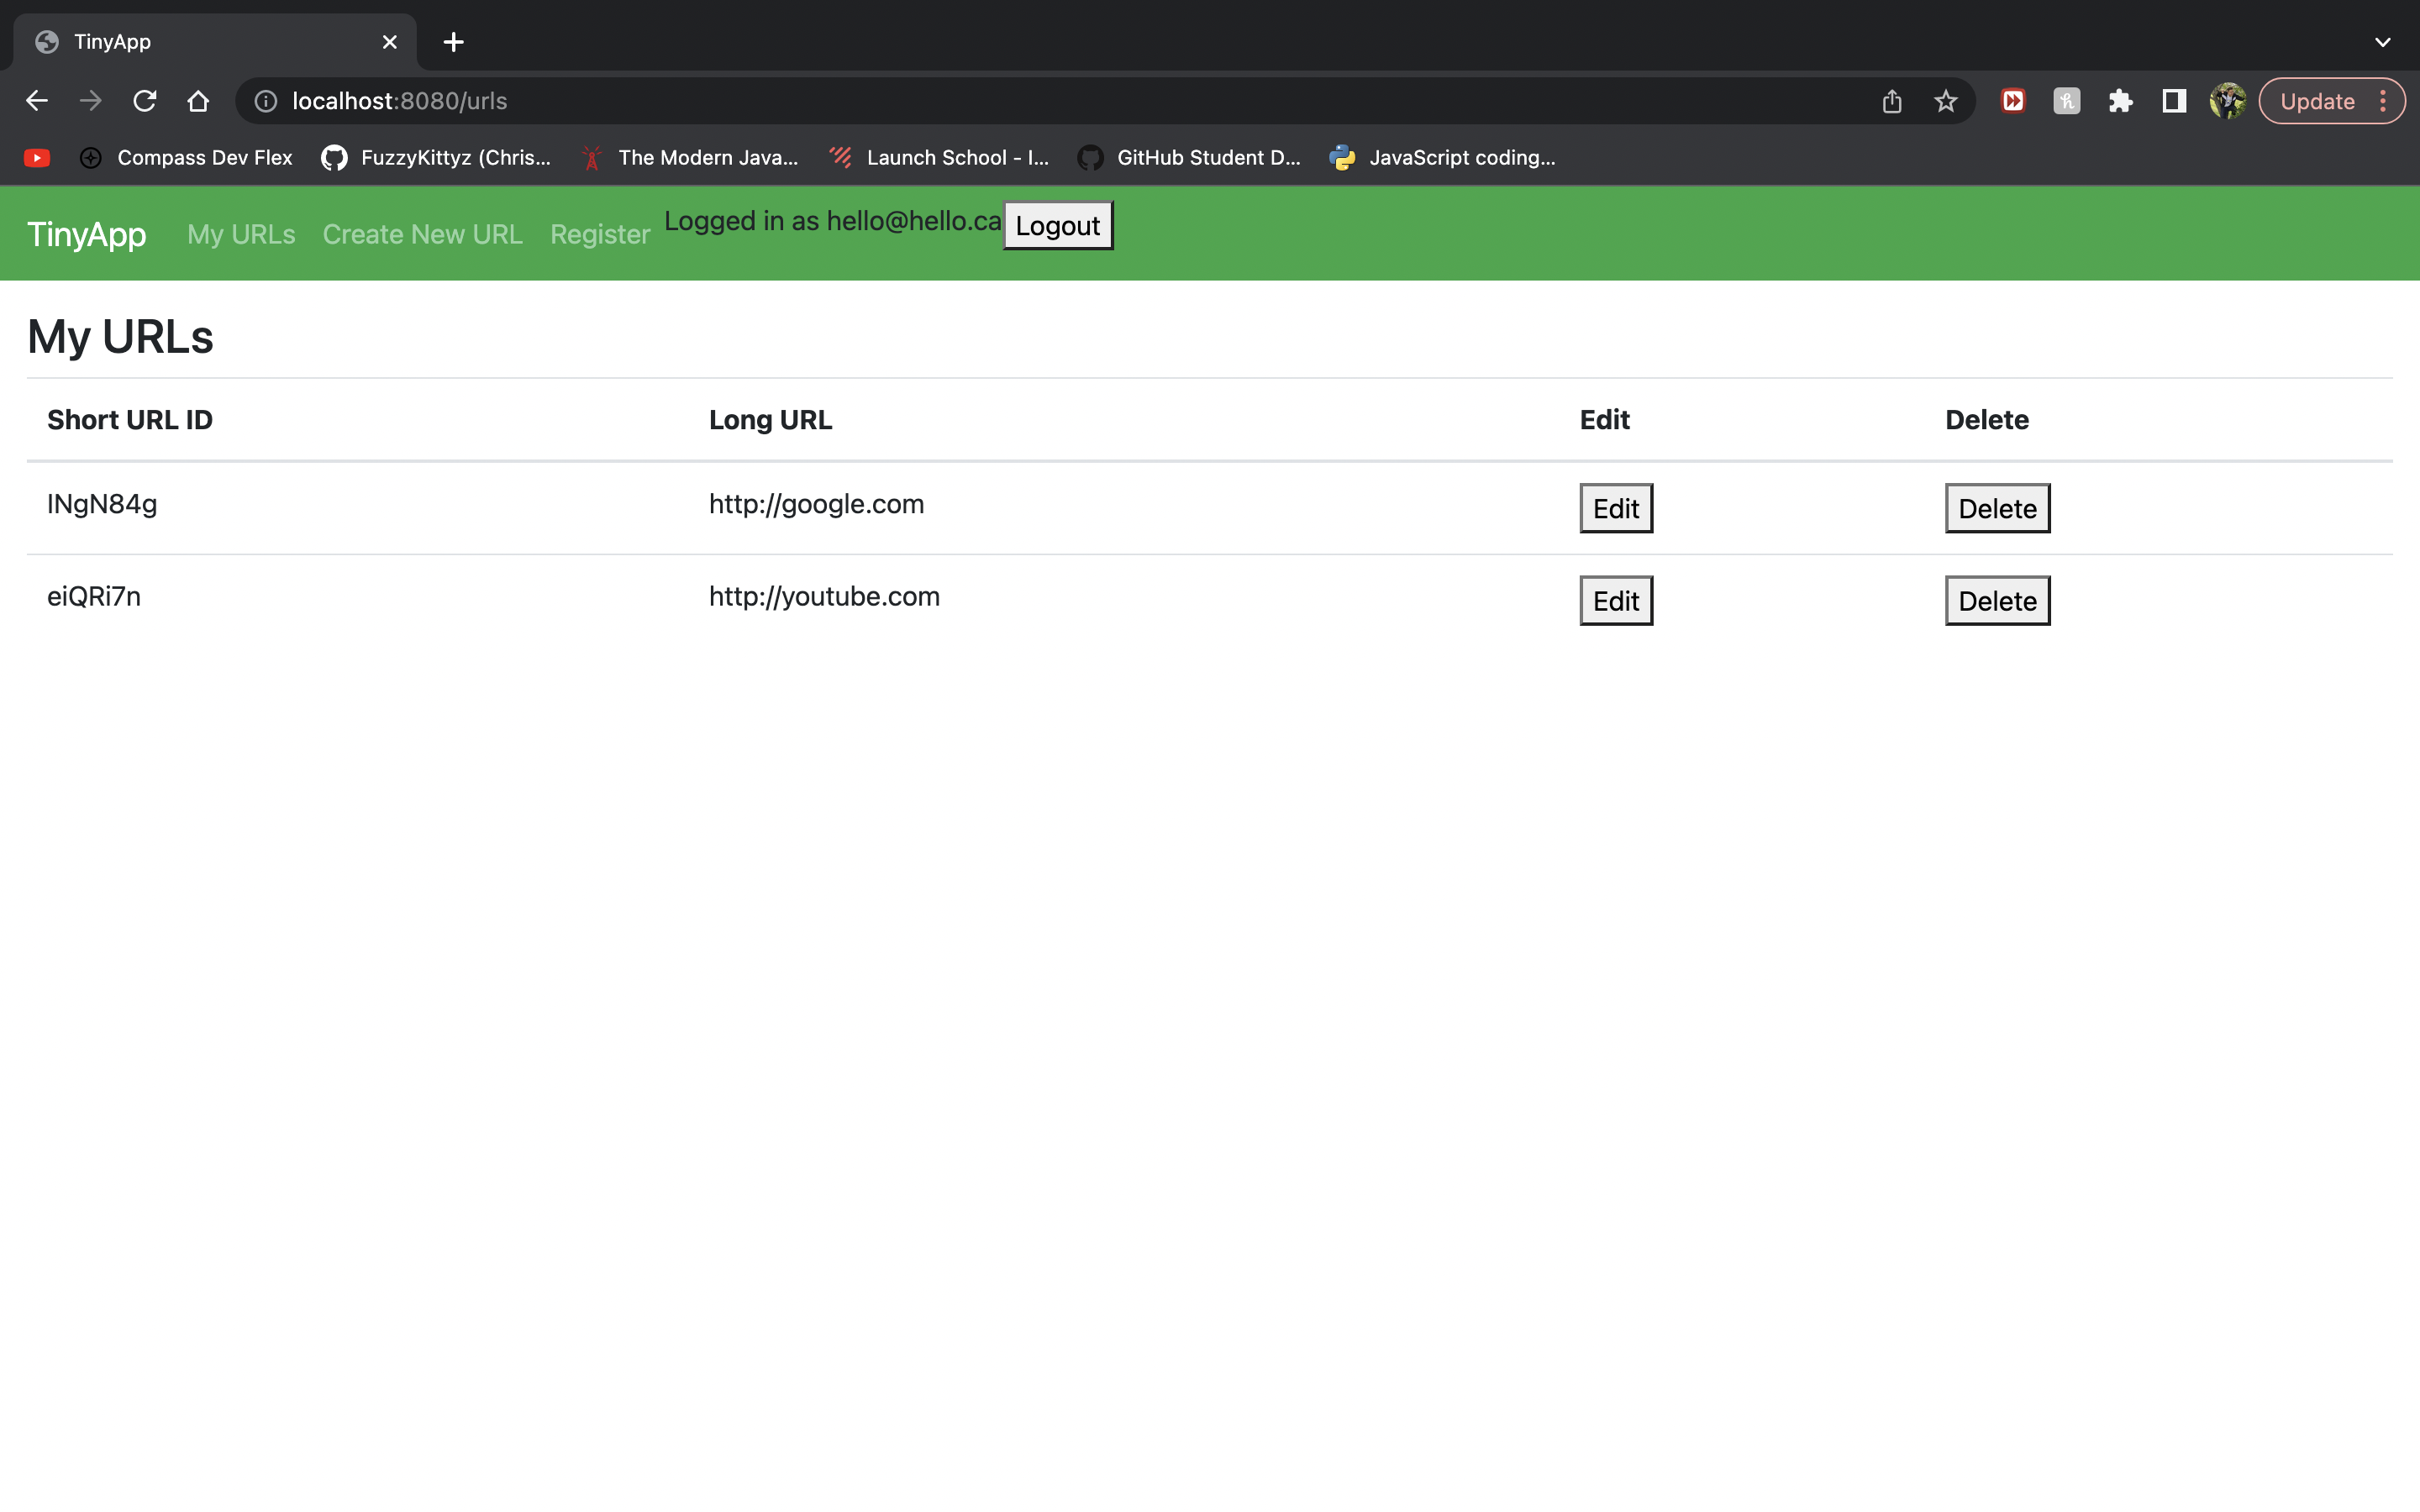 TinyApp
localhost:8080/urls
Update
Compass Dev Flex FuzzyKittyz (Chris... The Modern Java... Launch School - I... GitHub Student D... JavaScript coding...
TinyApp My URLs Create New URL Register Logged in as hello@hello.ca Logout
My URLs
Short URL ID Long URL Edit Delete
INgN84g http://google.com Edit Delete
eiQRi7n http://youtube.com Edit Delete